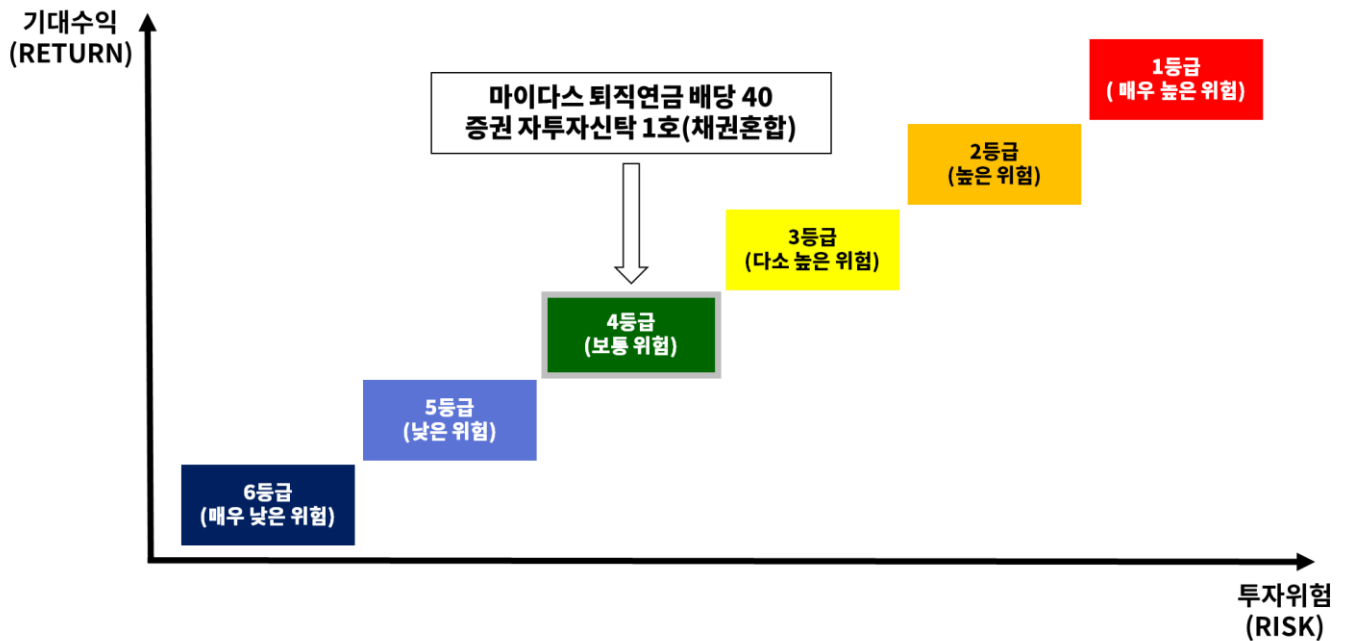 기대수익
(RETURN)
마이다스 퇴직연금 배당 40
증권 자투자신탁 1호(채권혼합)
1등급
( 매우 높은 위험)
2등급
(높은 위험)
3등급
(다소 높은 위험)
4등급
(보통 위험)
5등급
(낮은 위험)
6등급
(매우 낮은 위험)
투자위험
(RISK)